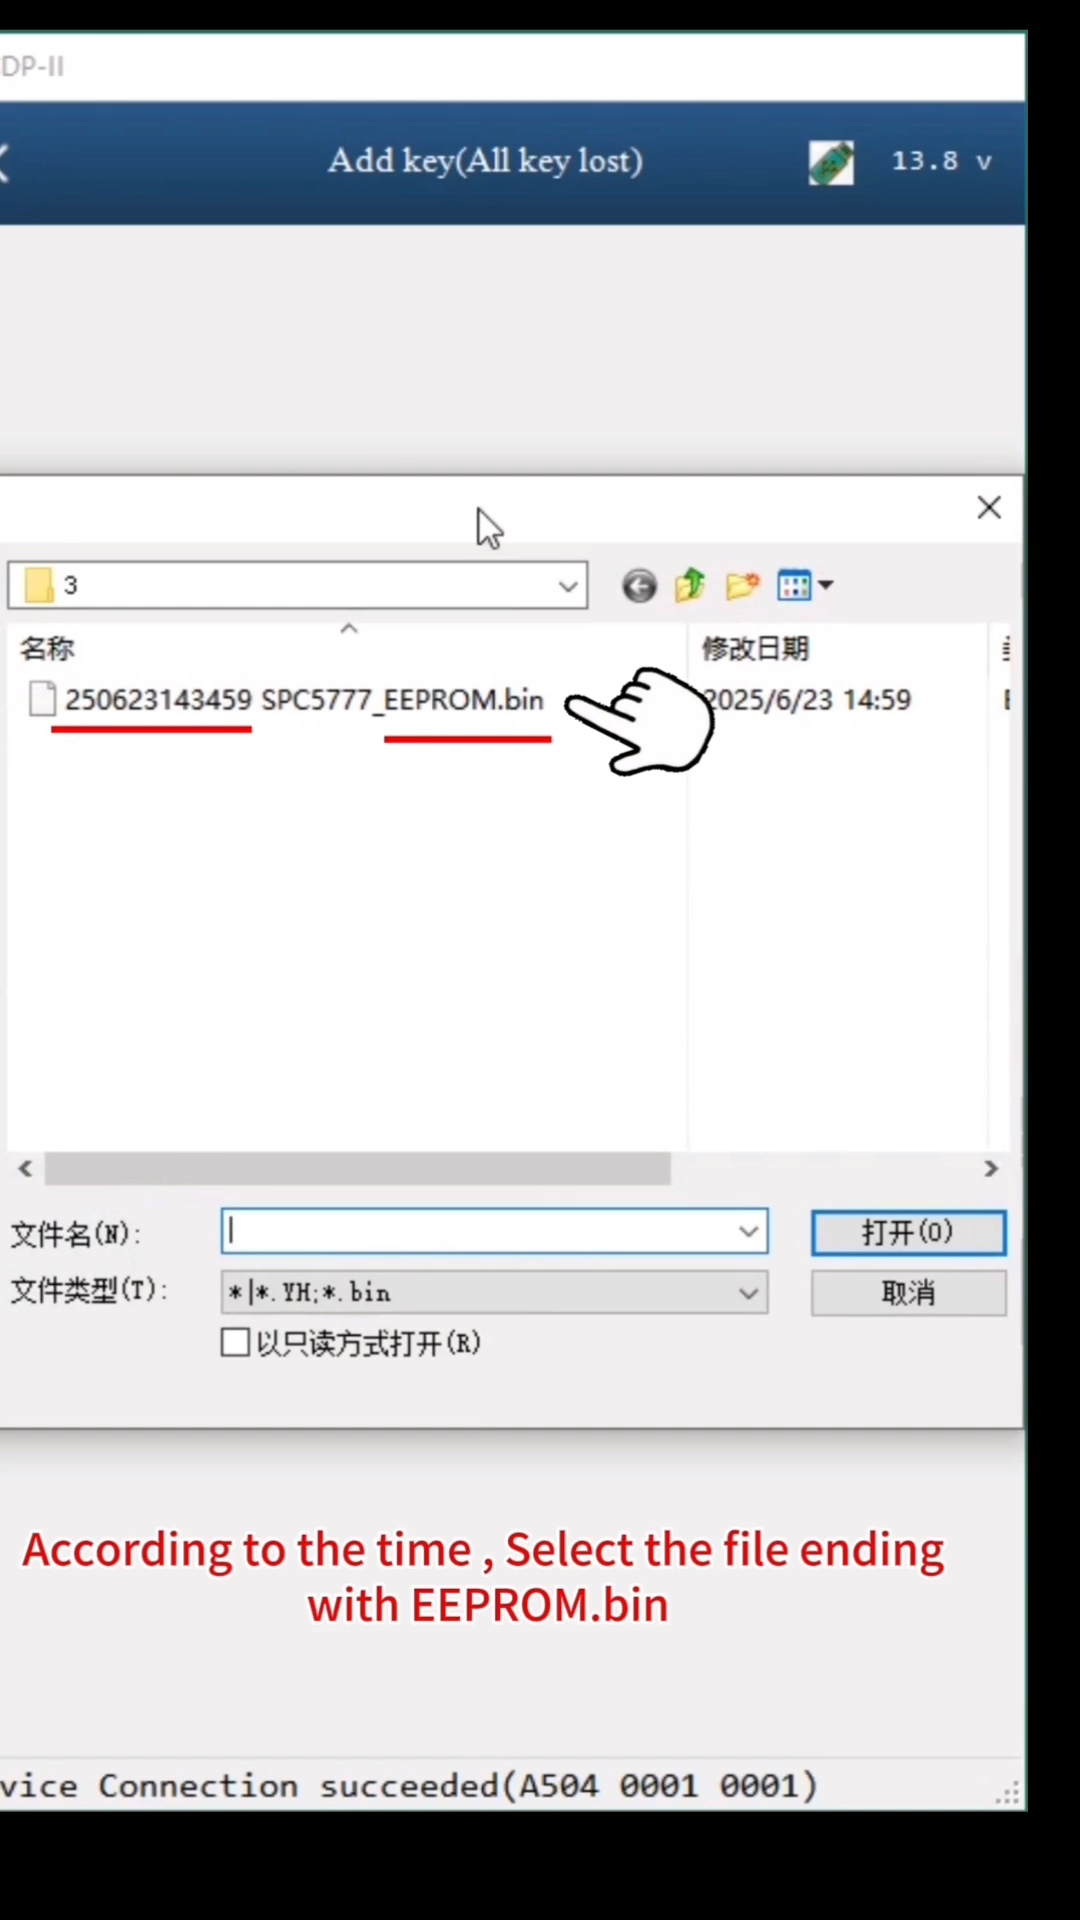 DP-II
Add key(All key lost)
13.8 v
3
名称
修改日期
250623143459 SPC5777_EEPROM.bin
2025/6/23 14:59
文件名(N):
打开(O)
文件类型(T):
*|*.YH;*.bin
取消
以只读方式打开(R)
According to the time , Select the file ending
with EEPROM.bin
vice Connection succeeded(A504 0001 0001)